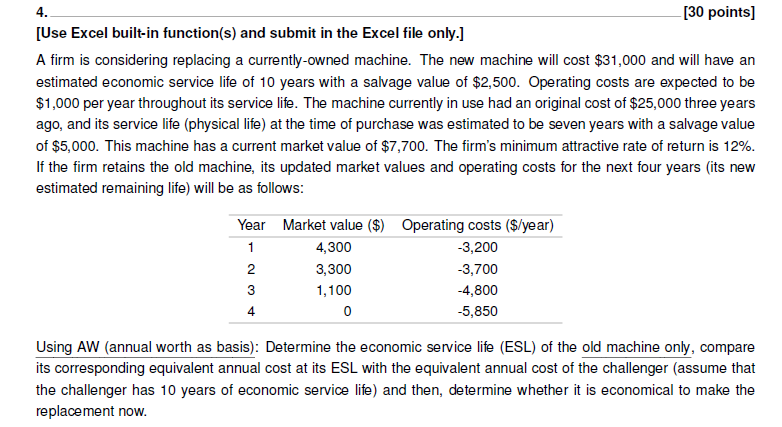 4. [30 points]
[Use Excel built-in function(s) and submit in the Excel file only.]
A firm is considering replacing a currently-owned machine. The new machine will cost $31,000 and will have an
estimated economic service life of 10 years with a salvage value of $2,500. Operating costs are expected to be
$1,000 per year throughout its service life. The machine currently in use had an original cost of $25,000 three years
ago, and its service life (physical life) at the time of purchase was estimated to be seven years with a salvage value
of $5,000. This machine has a current market value of $7,700. The firm's minimum attractive rate of return is 12%.
If the firm retains the old machine, its updated market values and operating costs for the next four years (its new
estimated remaining life) will be as follows:
Year Market value ($) Operating costs ($/year)
1 4,300 -3,200
2 3,300 -3,700
3 1,100 -4,800
4 0 -5,850
Using AW (annual worth as basis): Determine the economic service life (ESL) of the old machine only, compare
its corresponding equivalent annual cost at its ESL with the equivalent annual cost of the challenger (assume that
the challenger has 10 years of economic service life) and then, determine whether it is economical to make the
replacement now.